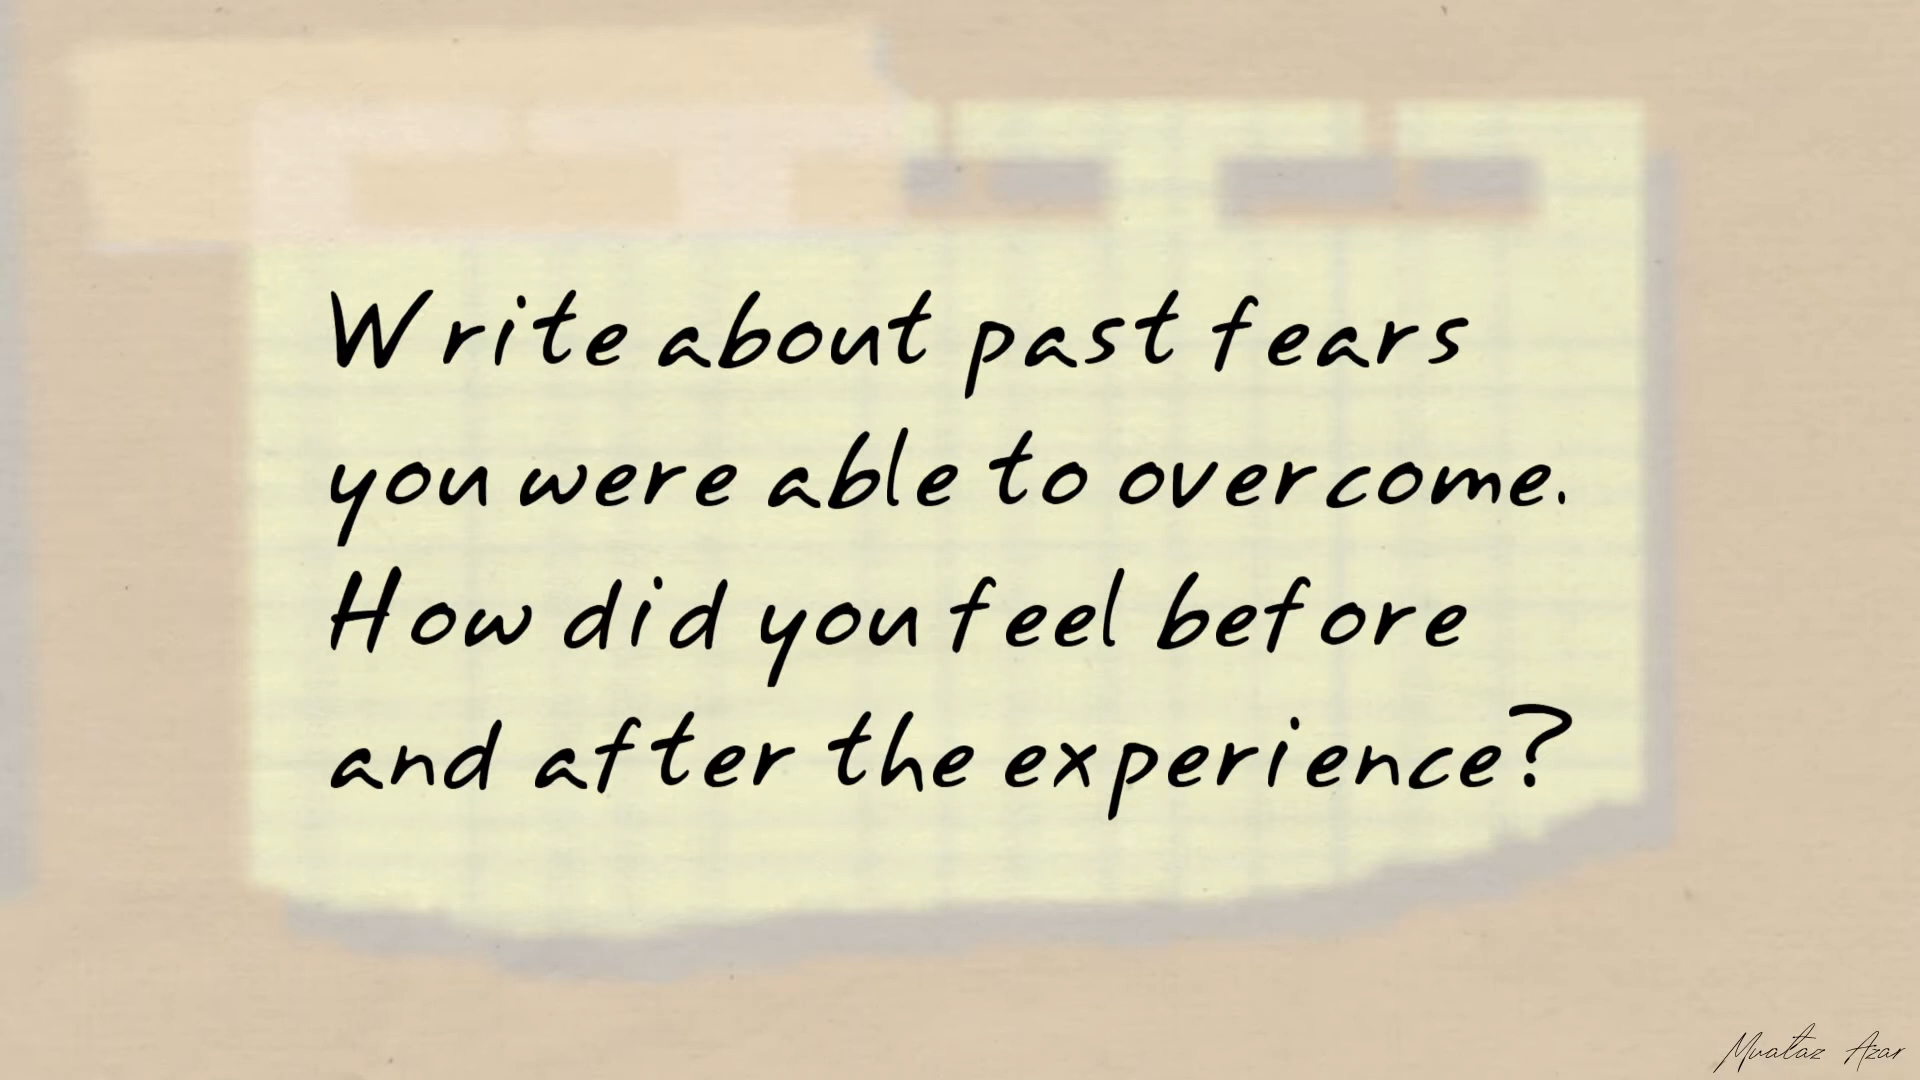 Write about past fears
you were able to overcome.
How did you feel before
and after the experience?
Muataz Azar